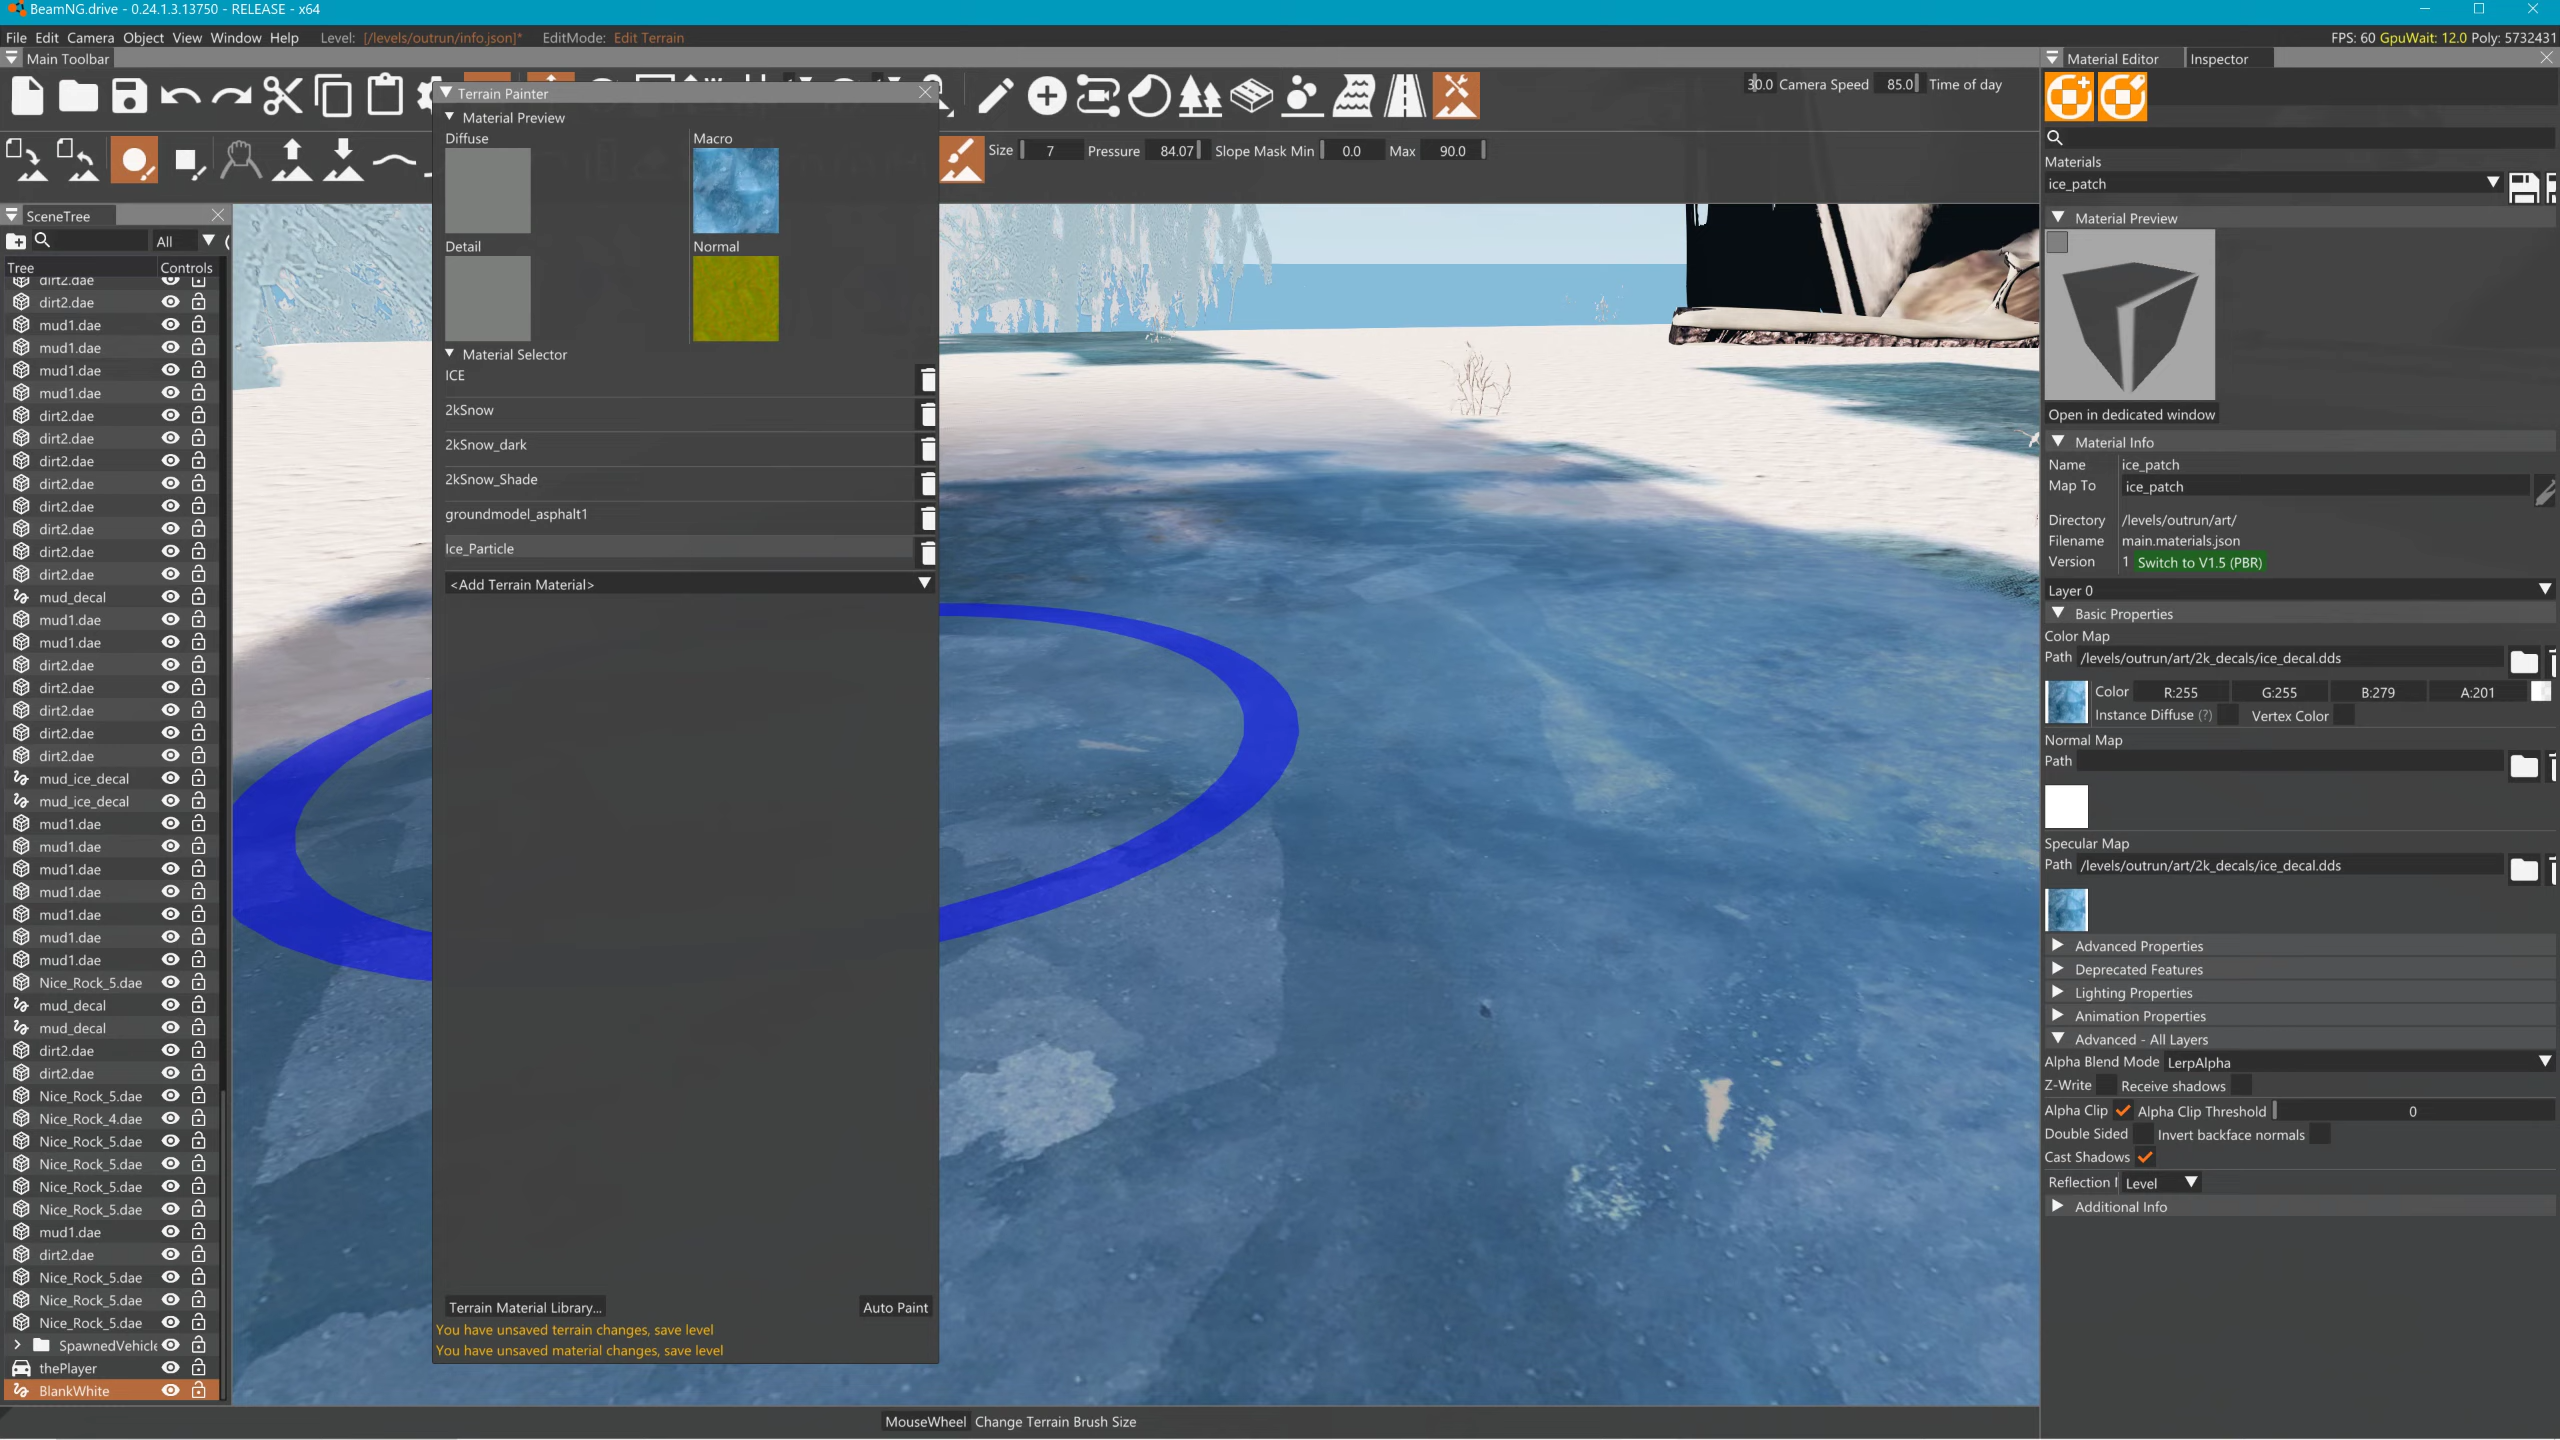 BeamNG.drive - 0.24.1.3.13750 - RELEASE - x64
File Edit Camera Object View Window Help Level: [/levels/outrun/info.json]* EditMode: Edit Terrain FPS: 60 GpuWait: 12.0 Poly: 5732431
Main Toolbar
30.0 Camera Speed 85.0 Time of day
Size 7 Pressure 84.07 Slope Mask Min 0.0 Max 90.0
SceneTree
All
Tree Controls
dirt2.dae
dirt2.dae
mud1.dae
mud1.dae
mud1.dae
mud1.dae
dirt2.dae
dirt2.dae
dirt2.dae
dirt2.dae
dirt2.dae
dirt2.dae
dirt2.dae
dirt2.dae
mud_decal
mud1.dae
mud1.dae
dirt2.dae
dirt2.dae
dirt2.dae
dirt2.dae
dirt2.dae
mud_ice_decal
mud_ice_decal
mud1.dae
mud1.dae
mud1.dae
mud1.dae
mud1.dae
mud1.dae
mud1.dae
Nice_Rock_5.dae
mud_decal
mud_decal
dirt2.dae
dirt2.dae
Nice_Rock_5.dae
Nice_Rock_4.dae
Nice_Rock_5.dae
Nice_Rock_5.dae
Nice_Rock_5.dae
Nice_Rock_5.dae
mud1.dae
dirt2.dae
Nice_Rock_5.dae
Nice_Rock_5.dae
Nice_Rock_5.dae
SpawnedVehicle
thePlayer
BlankWhite
Terrain Painter
Material Preview
Diffuse Macro
Detail Normal
Material Selector
ICE
2kSnow
2kSnow_dark
2kSnow_Shade
groundmodel_asphalt1
Ice_Particle
<Add Terrain Material>
Terrain Material Library... Auto Paint
You have unsaved terrain changes, save level
You have unsaved material changes, save level
MouseWheel Change Terrain Brush Size
Material Editor Inspector
Materials
ice_patch
Material Preview
Open in dedicated window
Material Info
Name ice_patch
Map To ice_patch
Directory /levels/outrun/art/
Filename main.materials.json
Version 1 Switch to V1.5 (PBR)
Layer 0
Basic Properties
Color Map
Path /levels/outrun/art/2k_decals/ice_decal.dds
Color R:255 G:255 B:279 A:201
Instance Diffuse (?) Vertex Color
Normal Map
Path
Specular Map
Path /levels/outrun/art/2k_decals/ice_decal.dds
Advanced Properties
Deprecated Features
Lighting Properties
Animation Properties
Advanced - All Layers
Alpha Blend Mode LerpAlpha
Z-Write Receive shadows
Alpha Clip Alpha Clip Threshold 0
Double Sided Invert backface normals
Cast Shadows
Reflection Level
Additional Info